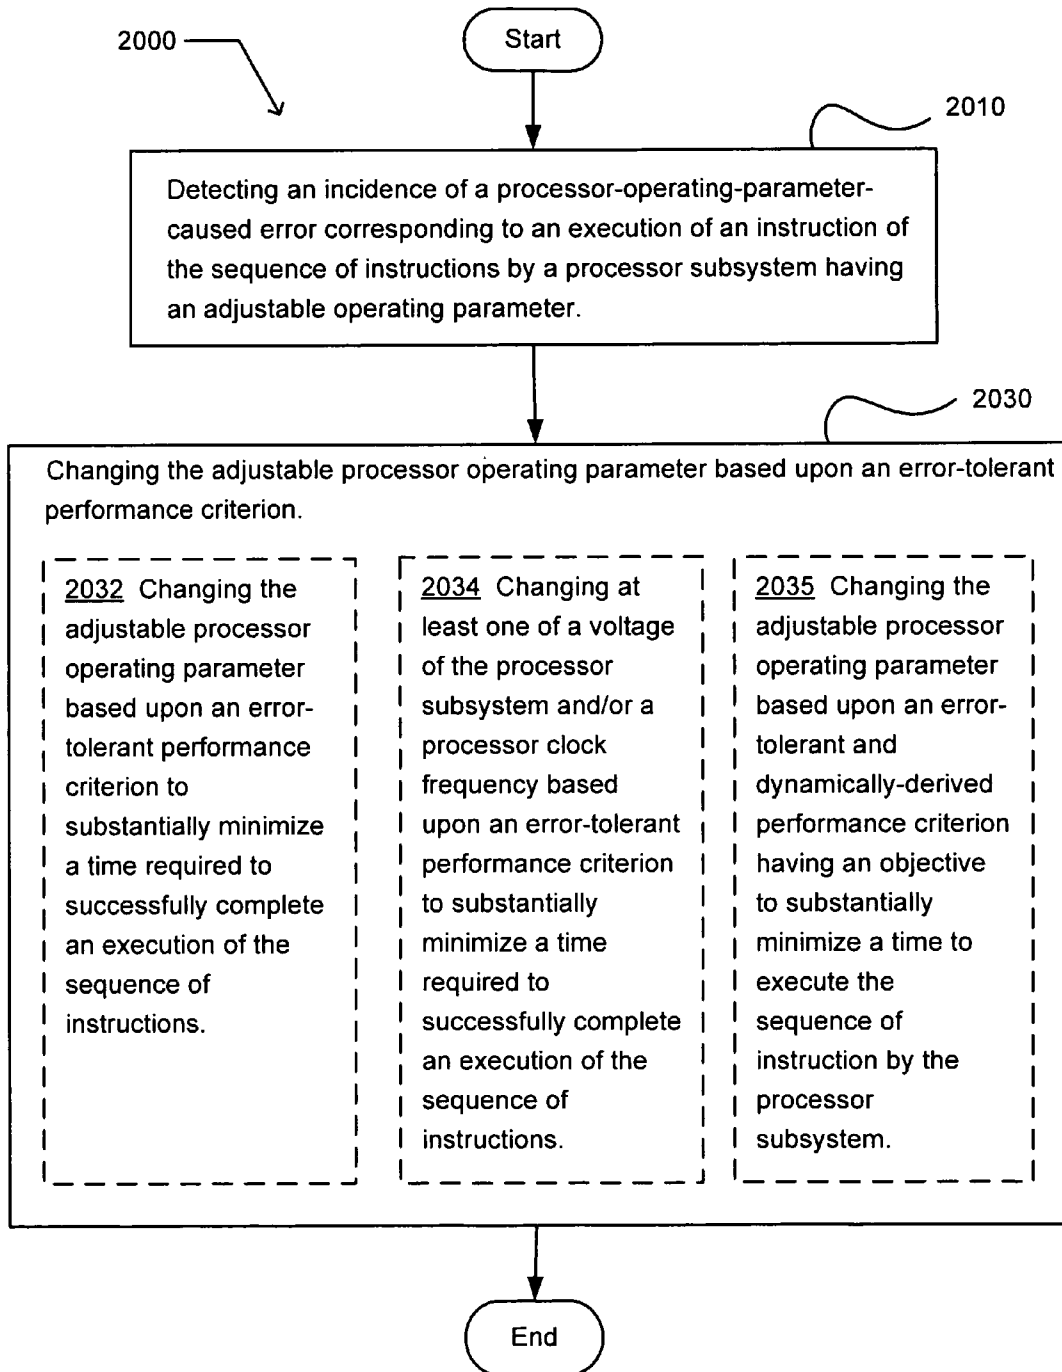 2000
Start
2010
Detecting an incidence of a processor-operating-parameter-
caused error corresponding to an execution of an instruction of
the sequence of instructions by a processor subsystem having
an adjustable operating parameter.
2030
Changing the adjustable processor operating parameter based upon an error-tolerant
performance criterion.
2032 Changing the
adjustable processor
operating parameter
based upon an error-
tolerant performance
criterion to
substantially minimize
a time required to
successfully complete
an execution of the
sequence of
instructions.
2034 Changing at
least one of a voltage
of the processor
subsystem and/or a
processor clock
frequency based
upon an error-tolerant
performance criterion
to substantially
minimize a time
required to
successfully complete
an execution of the
sequence of
instructions.
2035 Changing the
adjustable processor
operating parameter
based upon an error-
tolerant and
dynamically-derived
performance criterion
having an objective
to substantially
minimize a time to
execute the
sequence of
instruction by the
processor
subsystem.
End